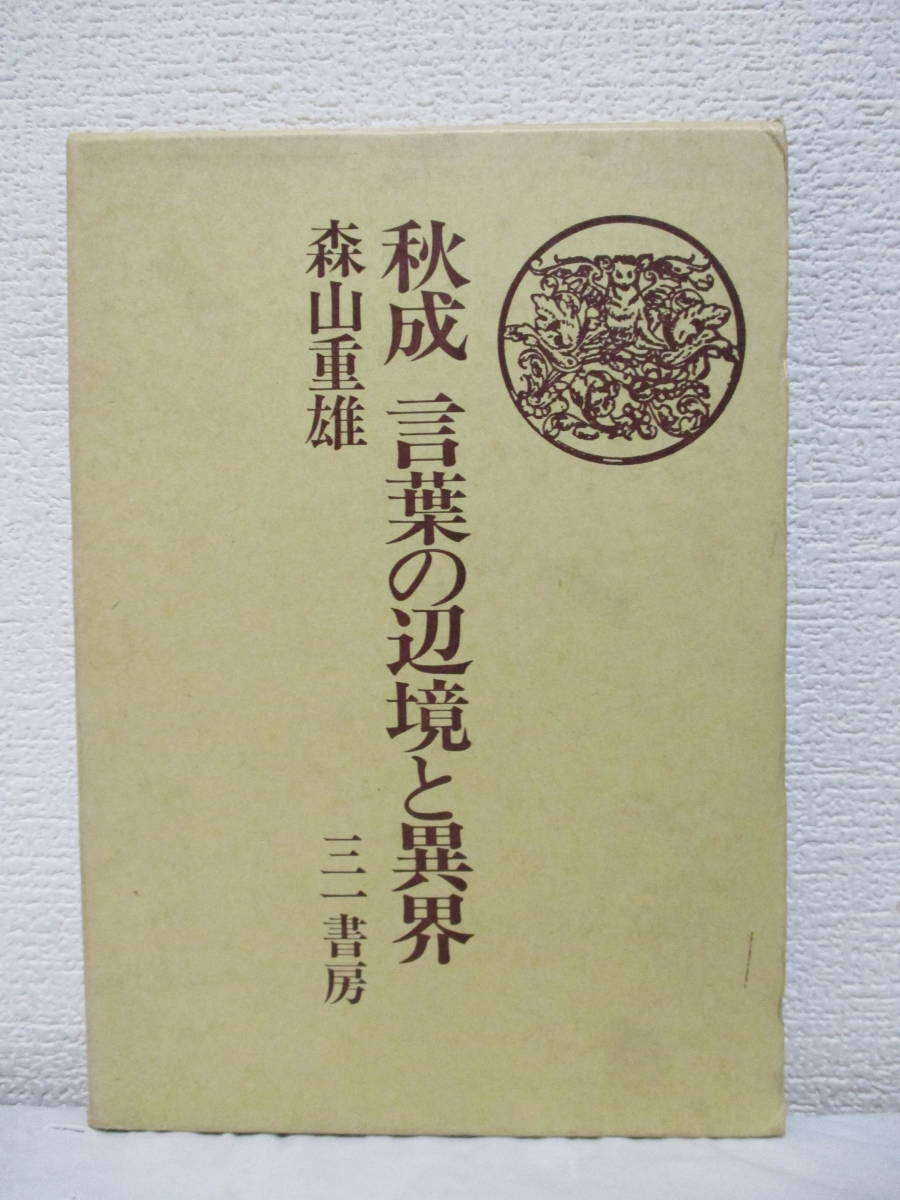 秋成 言葉の辺境と異界
森山重雄
三一書房